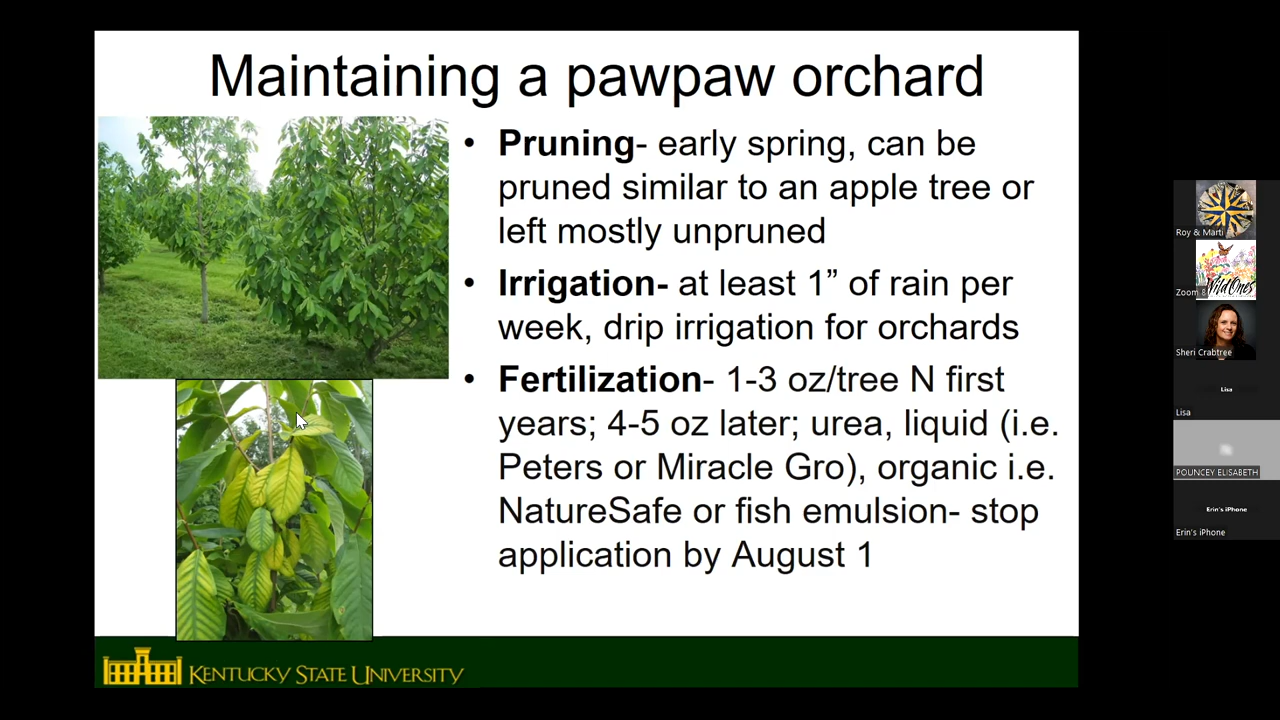 Maintaining a pawpaw orchard
• Pruning- early spring, can be
pruned similar to an apple tree or
left mostly unpruned
• Irrigation- at least 1” of rain per
week, drip irrigation for orchards
• Fertilization- 1-3 oz/tree N first
years; 4-5 oz later; urea, liquid (i.e.
Peters or Miracle Gro), organic i.e.
NatureSafe or fish emulsion- stop
application by August 1
KENTUCKY STATE UNIVERSITY
Roy & Marti
Wild Ones
Zoom 8
Sheri Crabtree
Lisa
Lisa
POUNCEY ELISABETH
Erin's iPhone
Erin's iPhone